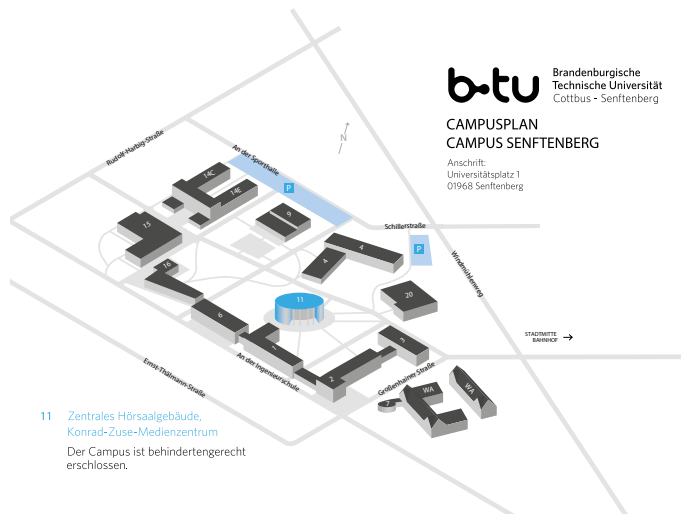 b-tu
Brandenburgische
Technische Universität
Cottbus - Senftenberg
CAMPUSPLAN
CAMPUS SENFTENBERG
Anschrift:
Universitätsplatz 1
01968 Senftenberg
N
Rudolf-Harbig-Straße
An der Sporthalle
P
14C
14E
9
15
Schillerstraße
4
4
P
Windmühlenweg
16
11
20
6
STADTMITTE
BAHNHOF
1
3
An der Ingenieurschule
2
Ernst-Thälmann-Straße
Großenhainer Straße
WA
WA
7
11 Zentrales Hörsaalgebäude,
Konrad-Zuse-Medienzentrum
Der Campus ist behindertengerecht
erschlossen.